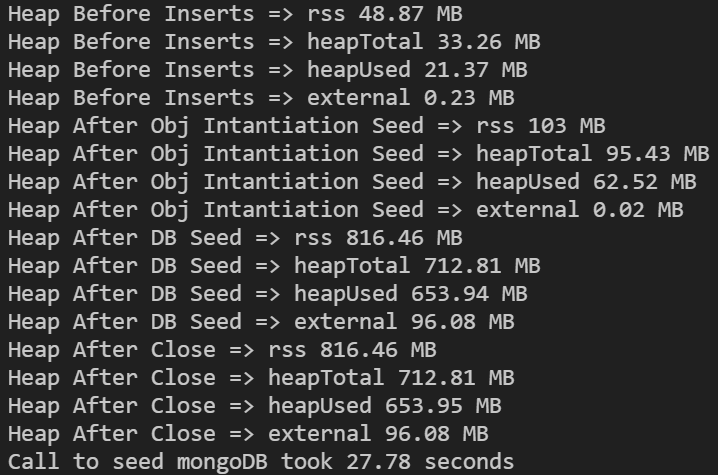 Heap Before Inserts => rss 48.87 MB
Heap Before Inserts => heapTotal 33.26 MB
Heap Before Inserts => heapUsed 21.37 MB
Heap Before Inserts => external 0.23 MB
Heap After Obj Intantiation Seed => rss 103 MB
Heap After Obj Intantiation Seed => heapTotal 95.43 MB
Heap After Obj Intantiation Seed => heapUsed 62.52 MB
Heap After Obj Intantiation Seed => external 0.02 MB
Heap After DB Seed => rss 816.46 MB
Heap After DB Seed => heapTotal 712.81 MB
Heap After DB Seed => heapUsed 653.94 MB
Heap After DB Seed => external 96.08 MB
Heap After Close => rss 816.46 MB
Heap After Close => heapTotal 712.81 MB
Heap After Close => heapUsed 653.95 MB
Heap After Close => external 96.08 MB
Call to seed mongoDB took 27.78 seconds